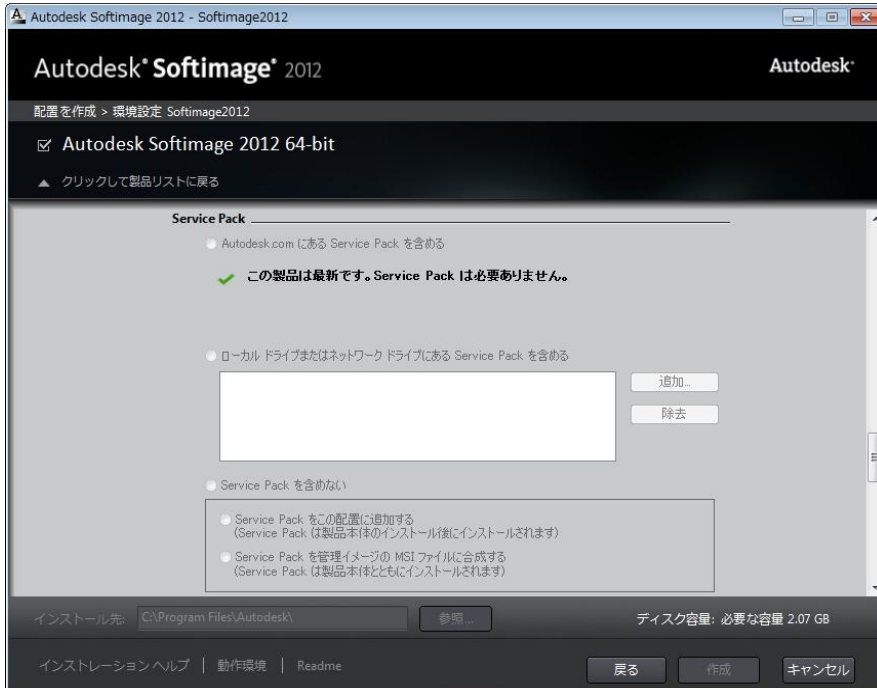 Autodesk Softimage 2012 - Softimage2012
Autodesk® Softimage® 2012
Autodesk®
配置を作成 > 環境設定 Softimage2012
Autodesk Softimage 2012 64-bit
クリックして製品リストに戻る
Service Pack
Autodesk.com にある Service Pack を含める
この製品は最新です。Service Pack は必要ありません。
ローカル ドライブまたはネットワーク ドライブにある Service Pack を含める
追加...
除去
Service Pack を含めない
Service Pack をこの配置に追加する
(Service Pack は製品本体のインストール後にインストールされます)
Service Pack を管理イメージの MSI ファイルに合成する
(Service Pack は製品本体とともにインストールされます)
インストール先: C:\Program Files\Autodesk\ 参照... ディスク容量: 必要な容量 2.07 GB
インストレーション ヘルプ | 動作環境 | Readme 戻る 作成 キャンセル